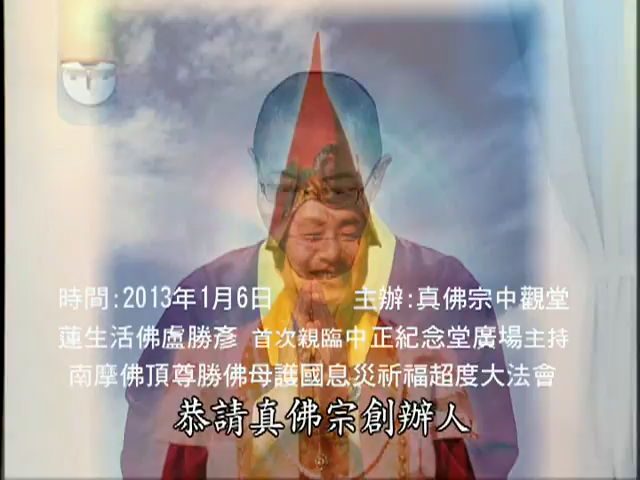 時間:2013年1月6日 主辦:真佛宗中觀堂
蓮生活佛盧勝彥 首次親臨中正紀念堂廣場主持
南摩佛頂尊勝佛母護國息災祈福超度大法會
恭請真佛宗創辦人